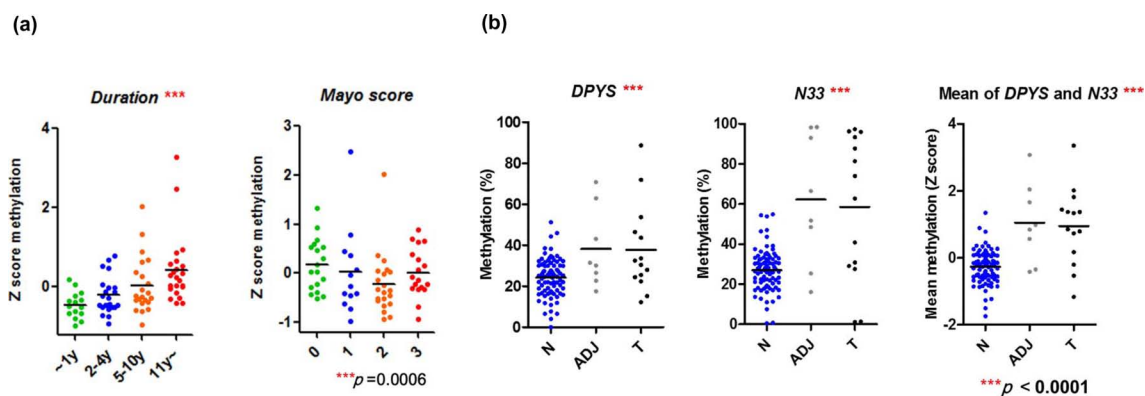 (a)
Duration ***
Z score methylation
4
2
0
~1y
2-4y
5-10y
11y~
Mayo score
Z score methylation
3
2
1
0
-1
0
1
2
3
***p=0.0006
(b)
DPYS ***
Methylation (%)
100
80
60
40
20
0
N
ADJ
T
N33 ***
Methylation (%)
100
80
60
40
20
0
N
ADJ
T
Mean of DPYS and N33 ***
Mean methylation (Z score)
4
2
0
-2
N
ADJ
T
***p < 0.0001